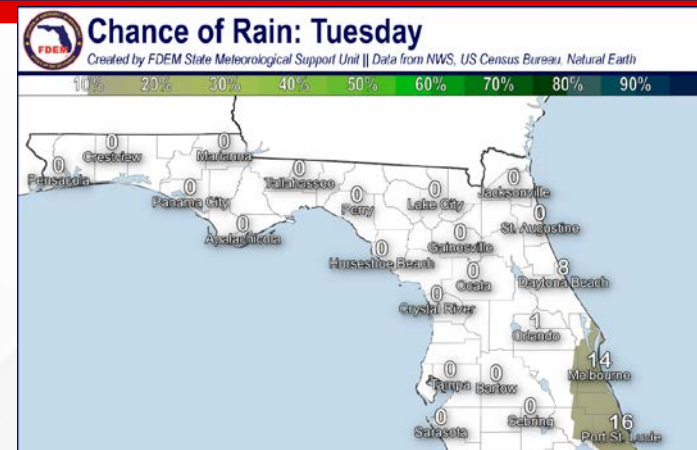 Chance of Rain: Tuesday
FDEM
Created by FDEM State Meteorological Support Unit || Data from NWS, US Census Bureau, Natural Earth
10% 20% 30% 40% 50% 60% 70% 80% 90%
0
Crestview
0
Marianna
0
Pensacola
0
Tallahassee
0
Jacksonville
0
Panama City
0
Perry
0
Lake City
0
St. Augustine
0
Apalachicola
0
Gainesville
0
Horseshoe Beach
8
Daytona Beach
0
Ocala
0
Crystal River
1
Orlando
14
Melbourne
0
Tampa
0
Bartow
0
Sebring
0
Sarasota
16
Port St. Lucie